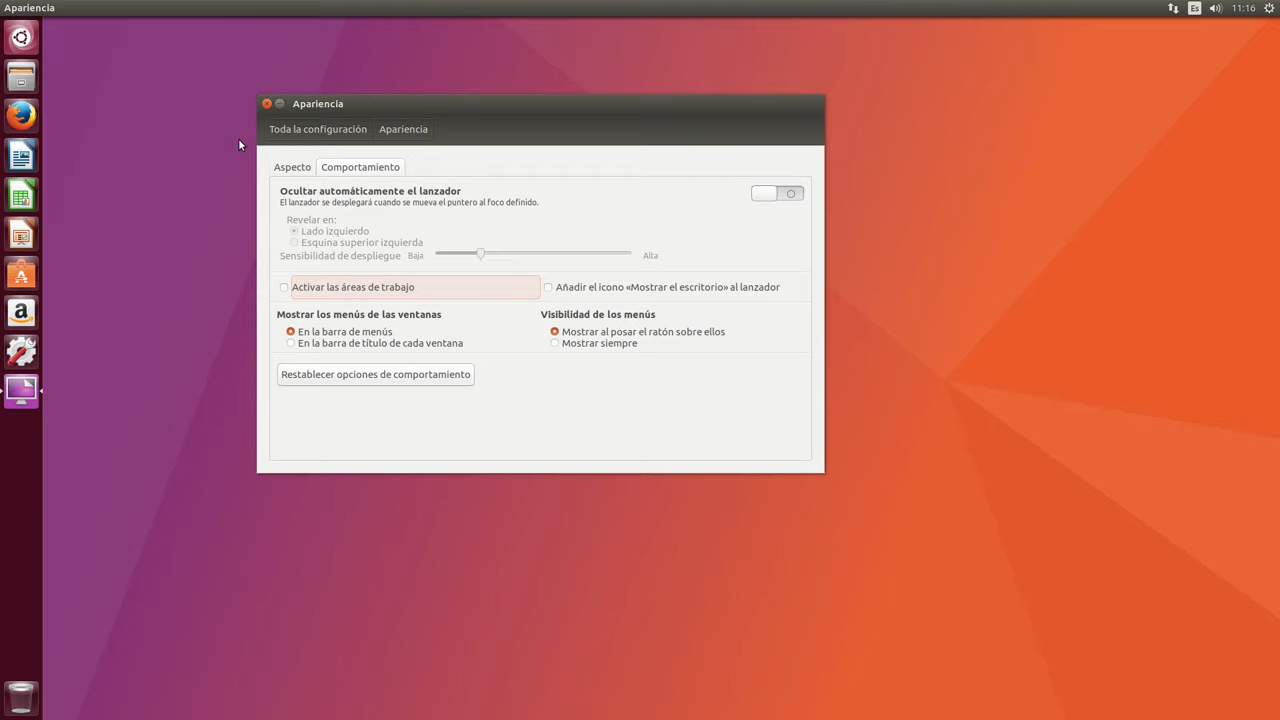 Apariencia
Es
11:16
Apariencia
Toda la configuración Apariencia
Aspecto Comportamiento
Ocultar automáticamente el lanzador
El lanzador se desplegará cuando se mueva el puntero al foco definido.
Revelar en:
Lado izquierdo
Esquina superior izquierda
Sensibilidad de despliegue Baja Alta
Activar las áreas de trabajo Añadir el icono «Mostrar el escritorio» al lanzador
Mostrar los menús de las ventanas Visibilidad de los menús
En la barra de menús Mostrar al posar el ratón sobre ellos
En la barra de título de cada ventana Mostrar siempre
Restablecer opciones de comportamiento